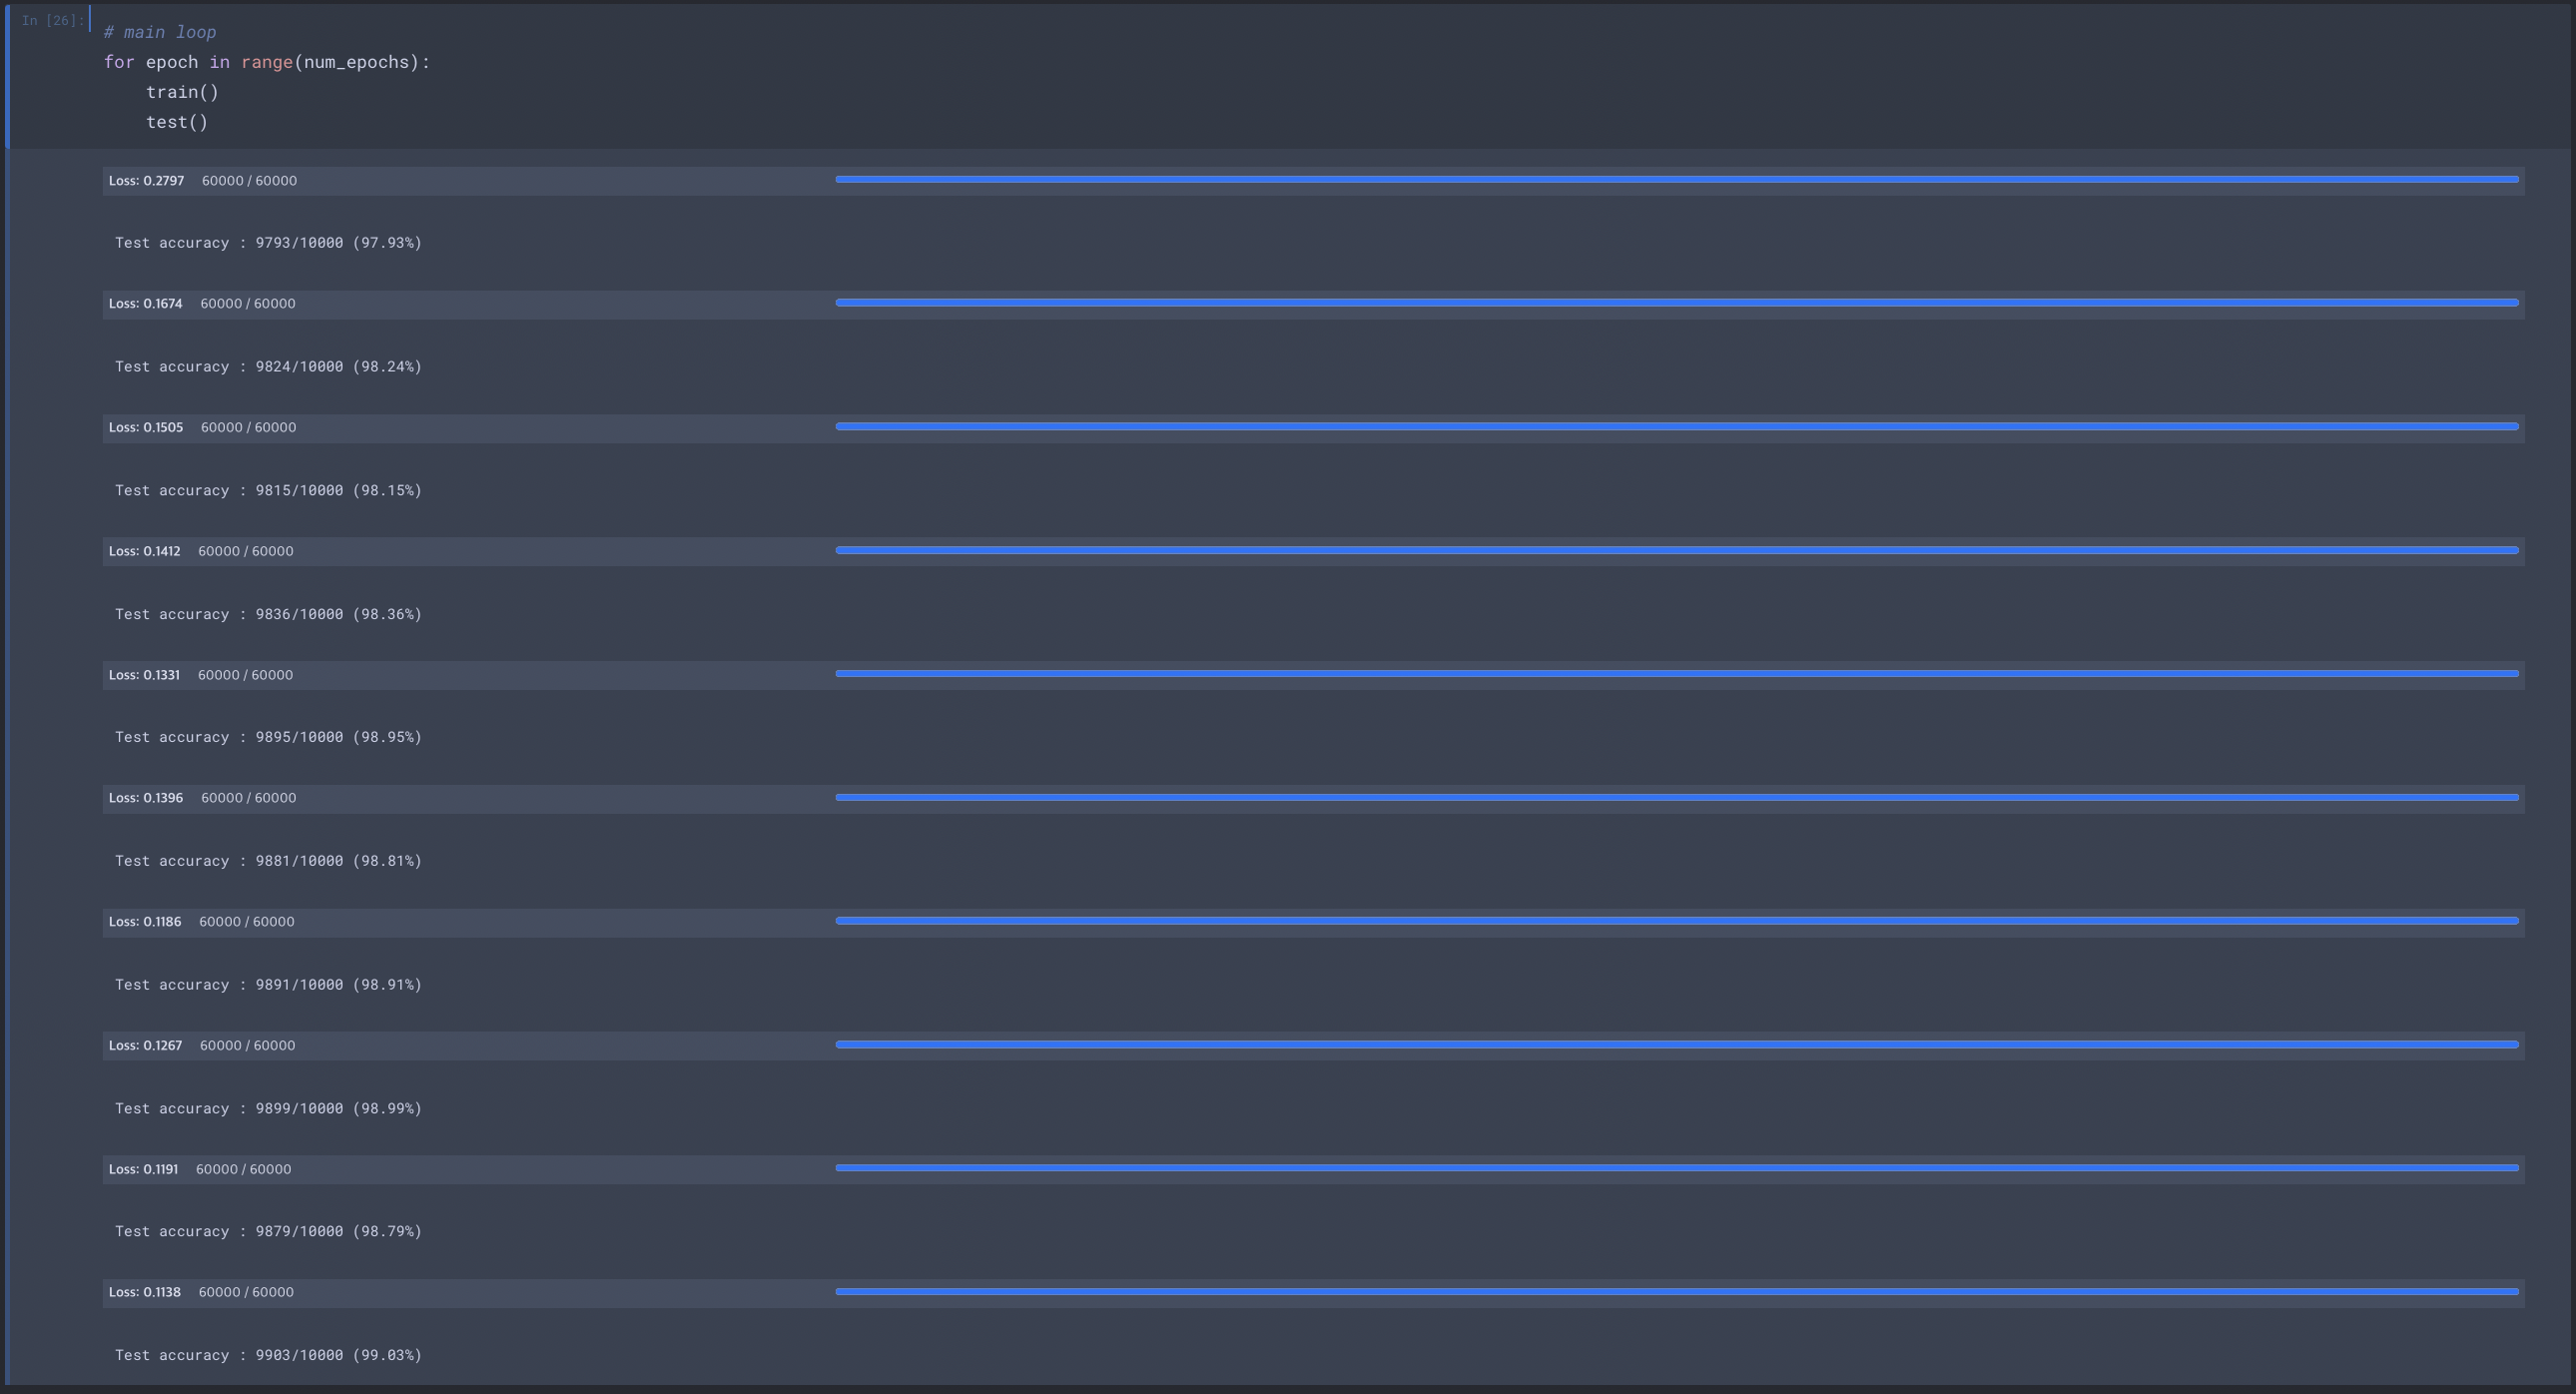 In [26]:
# main loop
for epoch in range(num_epochs):
    train()
    test()
Loss: 0.2797 60000 / 60000
Test accuracy : 9793/10000 (97.93%)
Loss: 0.1674 60000 / 60000
Test accuracy : 9824/10000 (98.24%)
Loss: 0.1505 60000 / 60000
Test accuracy : 9815/10000 (98.15%)
Loss: 0.1412 60000 / 60000
Test accuracy : 9836/10000 (98.36%)
Loss: 0.1331 60000 / 60000
Test accuracy : 9895/10000 (98.95%)
Loss: 0.1396 60000 / 60000
Test accuracy : 9881/10000 (98.81%)
Loss: 0.1186 60000 / 60000
Test accuracy : 9891/10000 (98.91%)
Loss: 0.1267 60000 / 60000
Test accuracy : 9899/10000 (98.99%)
Loss: 0.1191 60000 / 60000
Test accuracy : 9879/10000 (98.79%)
Loss: 0.1138 60000 / 60000
Test accuracy : 9903/10000 (99.03%)